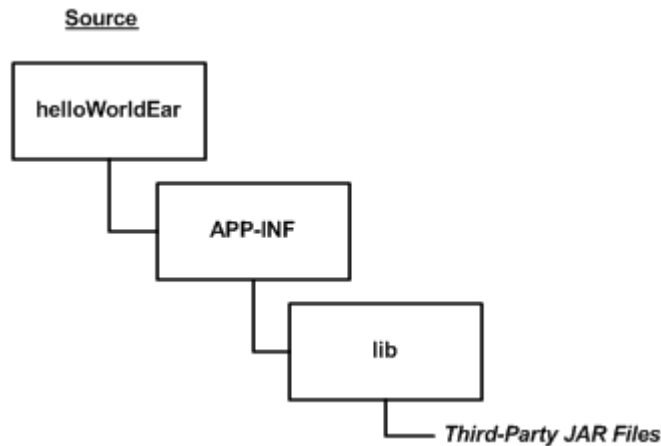 Source
helloWorldEar
APP-INF
lib
Third-Party JAR Files